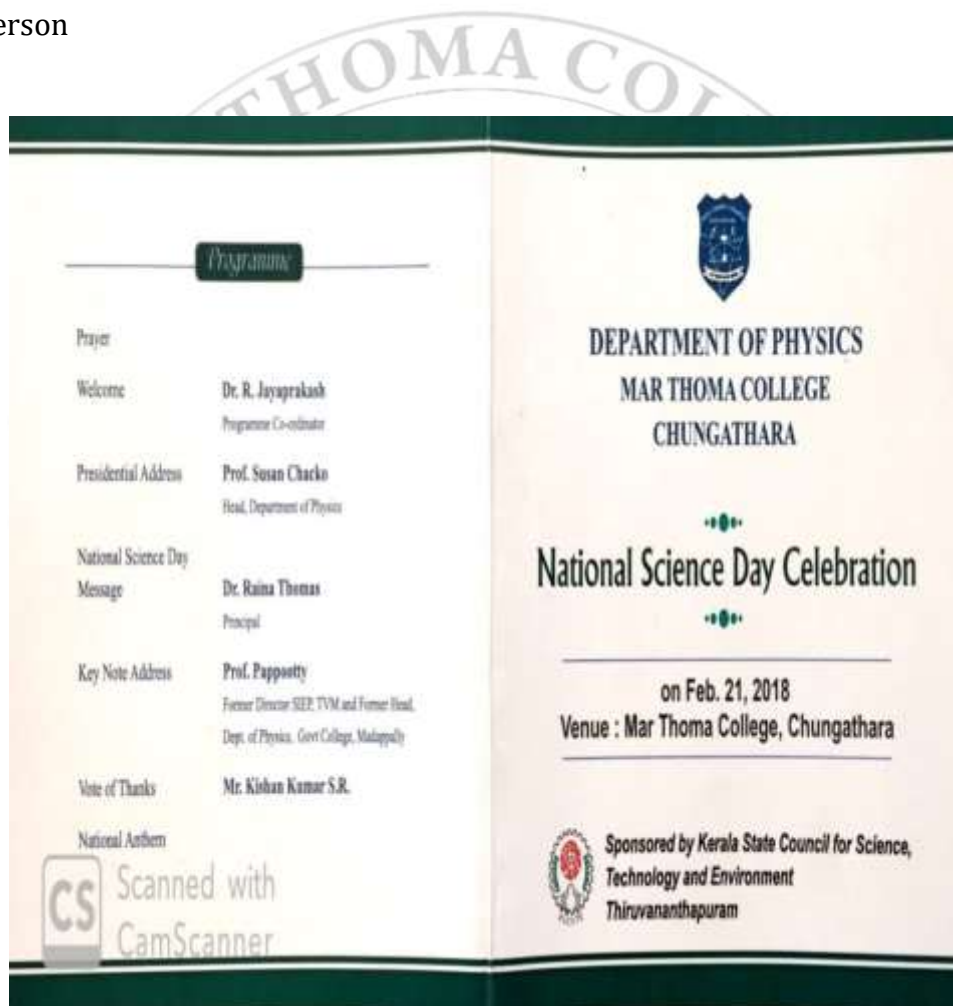 erson
THOMA COL
Programme
Prayer
Welcome Dr. R. Jayaprakash
Programme Co-ordinator
Presidential Address Prof. Susan Chacko
Head, Department of Physics
National Science Day
Message Dr. Raina Thomas
Principal
Key Note Address Prof. Pappootty
Former Director SIEP, TVM and Former Head,
Dept. of Physics, Govt College, Madappally
Vote of Thanks Mr. Kishan Kumar S.R.
National Anthem
CS Scanned with
CamScanner
DEPARTMENT OF PHYSICS
MAR THOMA COLLEGE
CHUNGATHARA
National Science Day Celebration
on Feb. 21, 2018
Venue : Mar Thoma College, Chungathara
Sponsored by Kerala State Council for Science,
Technology and Environment
Thiruvananthapuram